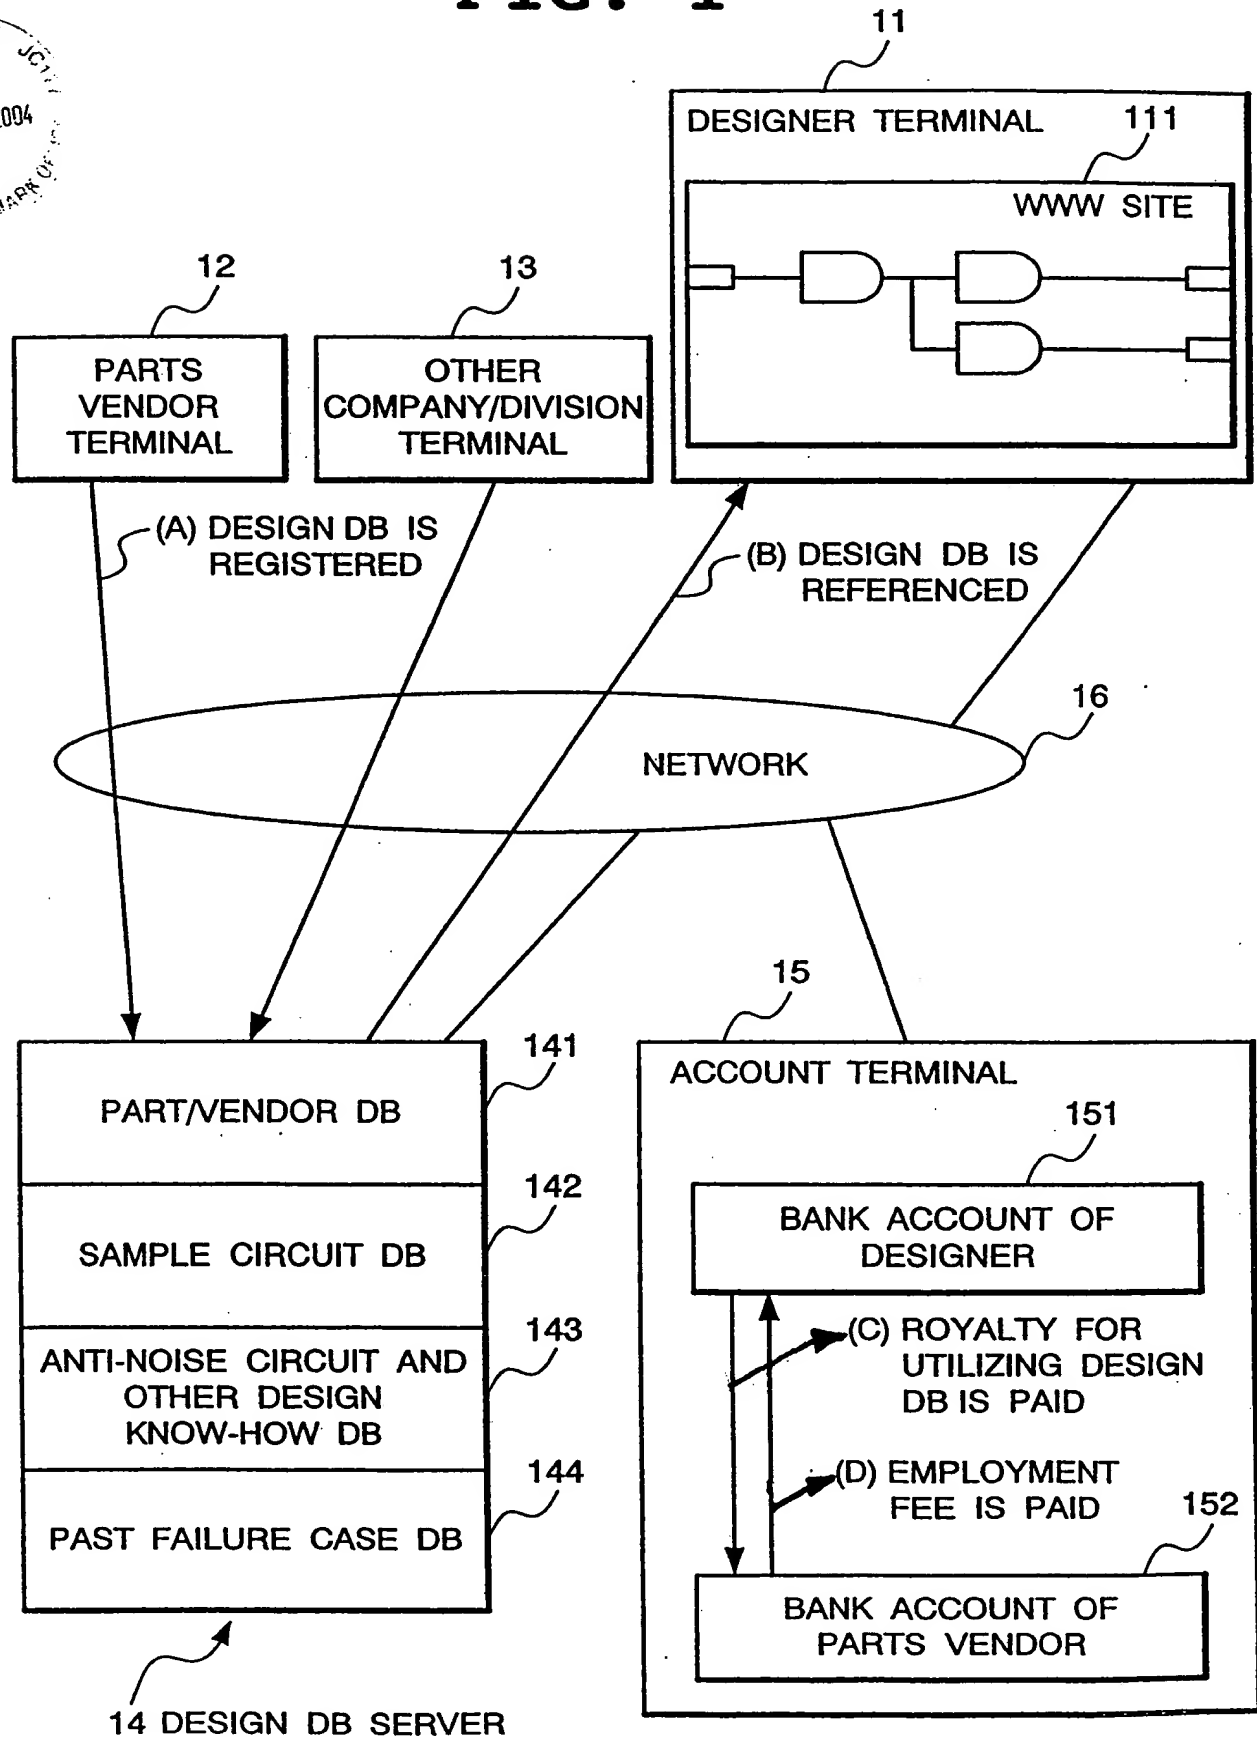 FIG. 1
11
DESIGNER TERMINAL
111
WWW SITE
12
13
PARTS
VENDOR
TERMINAL
OTHER
COMPANY/DIVISION
TERMINAL
(A) DESIGN DB IS
REGISTERED
(B) DESIGN DB IS
REFERENCED
16
NETWORK
15
141
PART/VENDOR DB
142
SAMPLE CIRCUIT DB
143
ANTI-NOISE CIRCUIT AND
OTHER DESIGN
KNOW-HOW DB
144
PAST FAILURE CASE DB
14 DESIGN DB SERVER
ACCOUNT TERMINAL
151
BANK ACCOUNT OF
DESIGNER
(C) ROYALTY FOR
UTILIZING DESIGN
DB IS PAID
(D) EMPLOYMENT
FEE IS PAID
152
BANK ACCOUNT OF
PARTS VENDOR